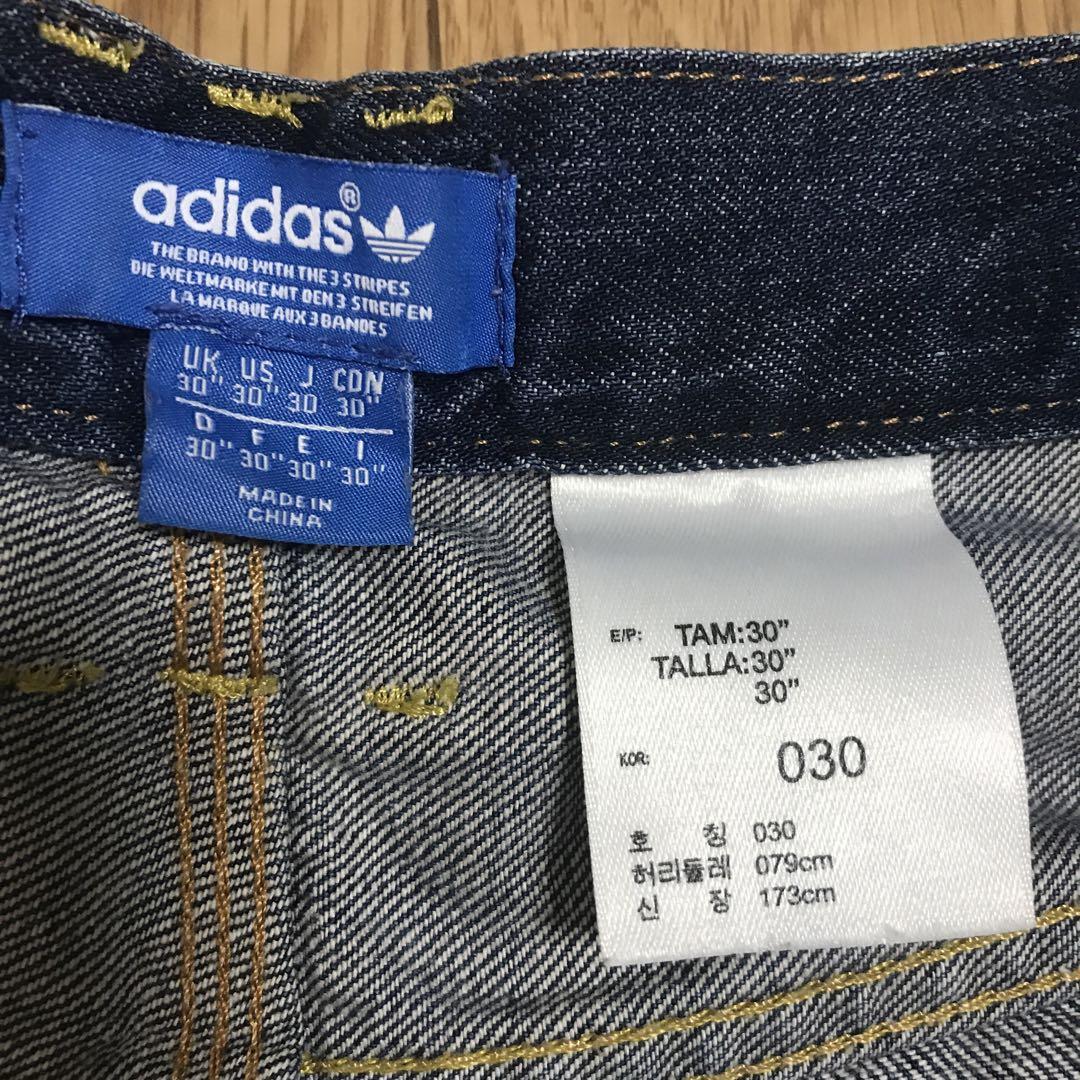 adidas®
THE BRAND WITH THE 3 STRIPES
DIE WELTMARKE MIT DEN 3 STREIFEN
LA MARQUE AUX 3 BANDES
UK US J CDN
30" 30" 30 30"
D F E I
30" 30" 30" 30"
MADE IN
CHINA
E/P: TAM:30"
TALLA:30"
30"
KOR: 030
호 칭 030
허리둘레 079cm
신 장 173cm